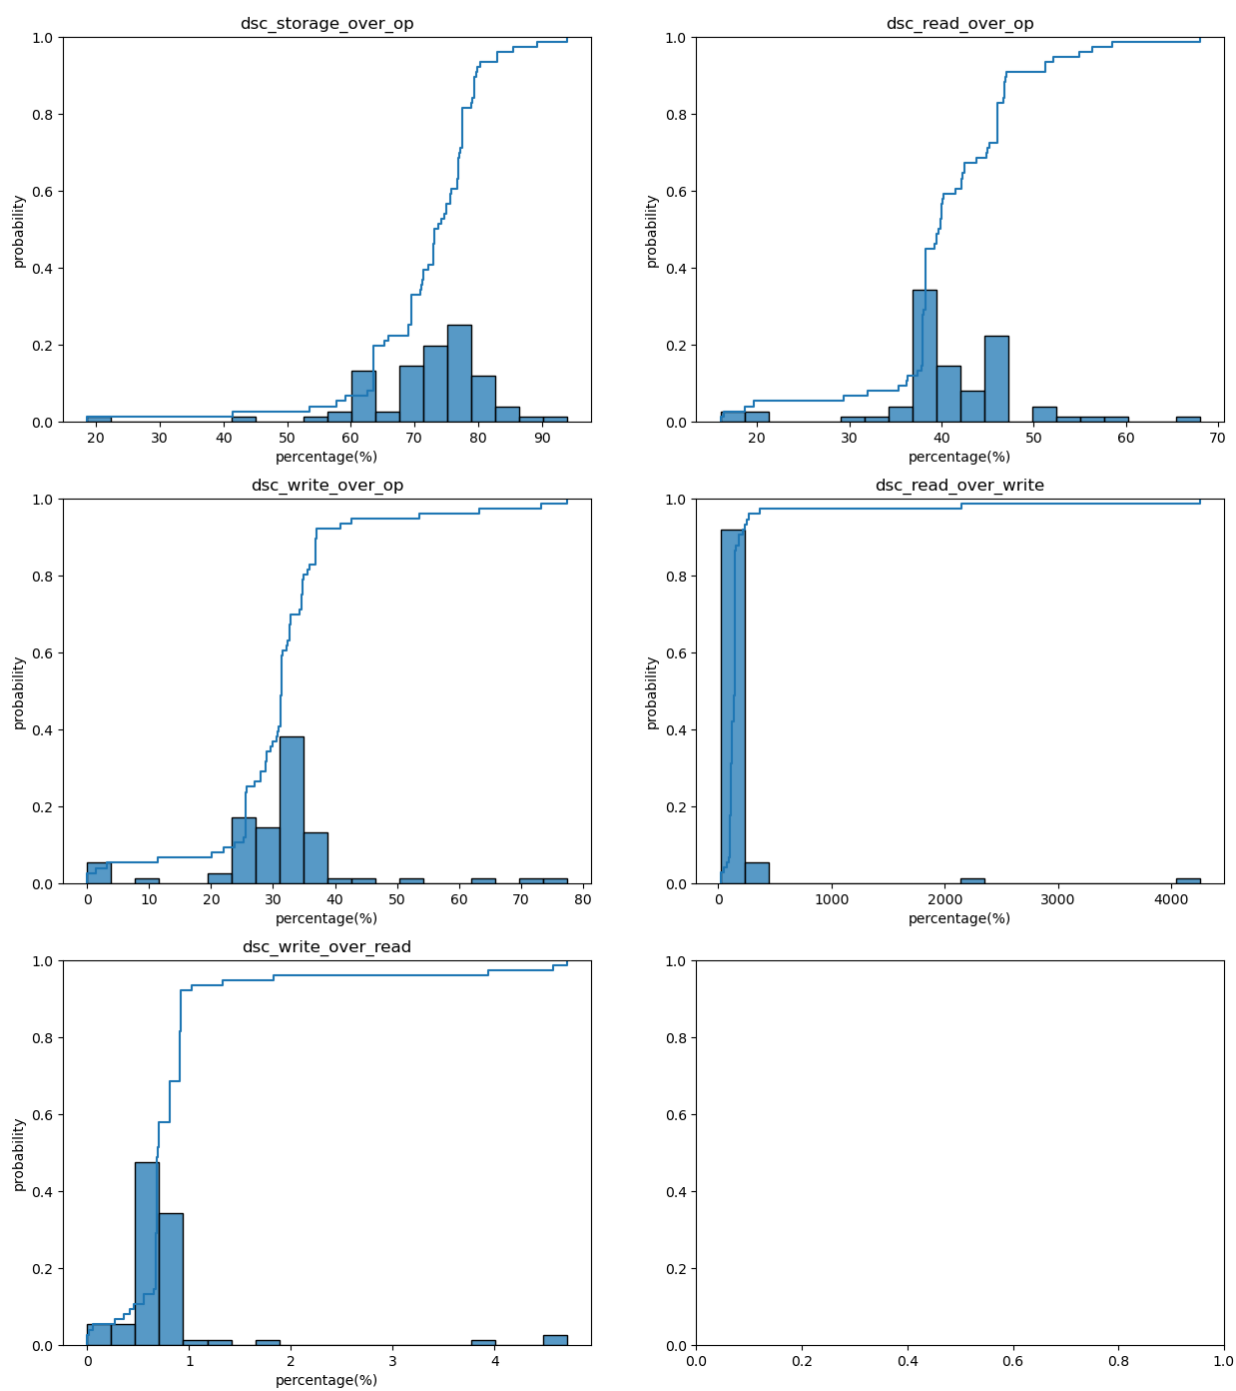 dsc_storage_over_op
1.0
0.8
0.6
0.4
0.2
0.0
probability
20 30 40 50 60 70 80 90
percentage(%)
dsc_read_over_op
1.0
0.8
0.6
0.4
0.2
0.0
probability
20 30 40 50 60 70
percentage(%)
dsc_write_over_op
1.0
0.8
0.6
0.4
0.2
0.0
probability
0 10 20 30 40 50 60 70 80
percentage(%)
dsc_read_over_write
1.0
0.8
0.6
0.4
0.2
0.0
probability
0 1000 2000 3000 4000
percentage(%)
dsc_write_over_read
1.0
0.8
0.6
0.4
0.2
0.0
probability
0 1 2 3 4
percentage(%)
1.0
0.8
0.6
0.4
0.2
0.0
0.0 0.2 0.4 0.6 0.8 1.0